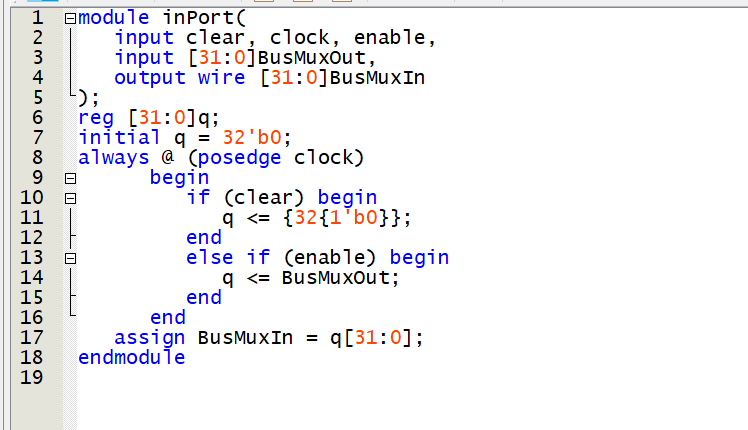 1 module inPort(
2 input clear, clock, enable,
3 input [31:0]BusMuxOut,
4 output wire [31:0]BusMuxIn
5 );
6 reg [31:0]q;
7 initial q = 32'b0;
8 always @ (posedge clock)
9 begin
10 if (clear) begin
11 q <= {32{1'b0}};
12 end
13 else if (enable) begin
14 q <= BusMuxOut;
15 end
16 end
17 assign BusMuxIn = q[31:0];
18 endmodule
19